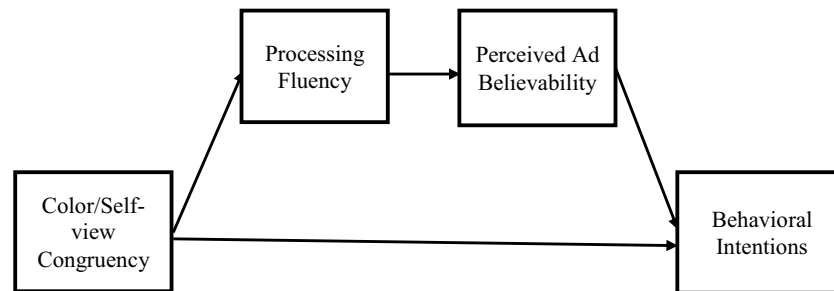 Processing
Fluency
Perceived Ad
Believability
Color/Self-
view
Congruency
Behavioral
Intentions